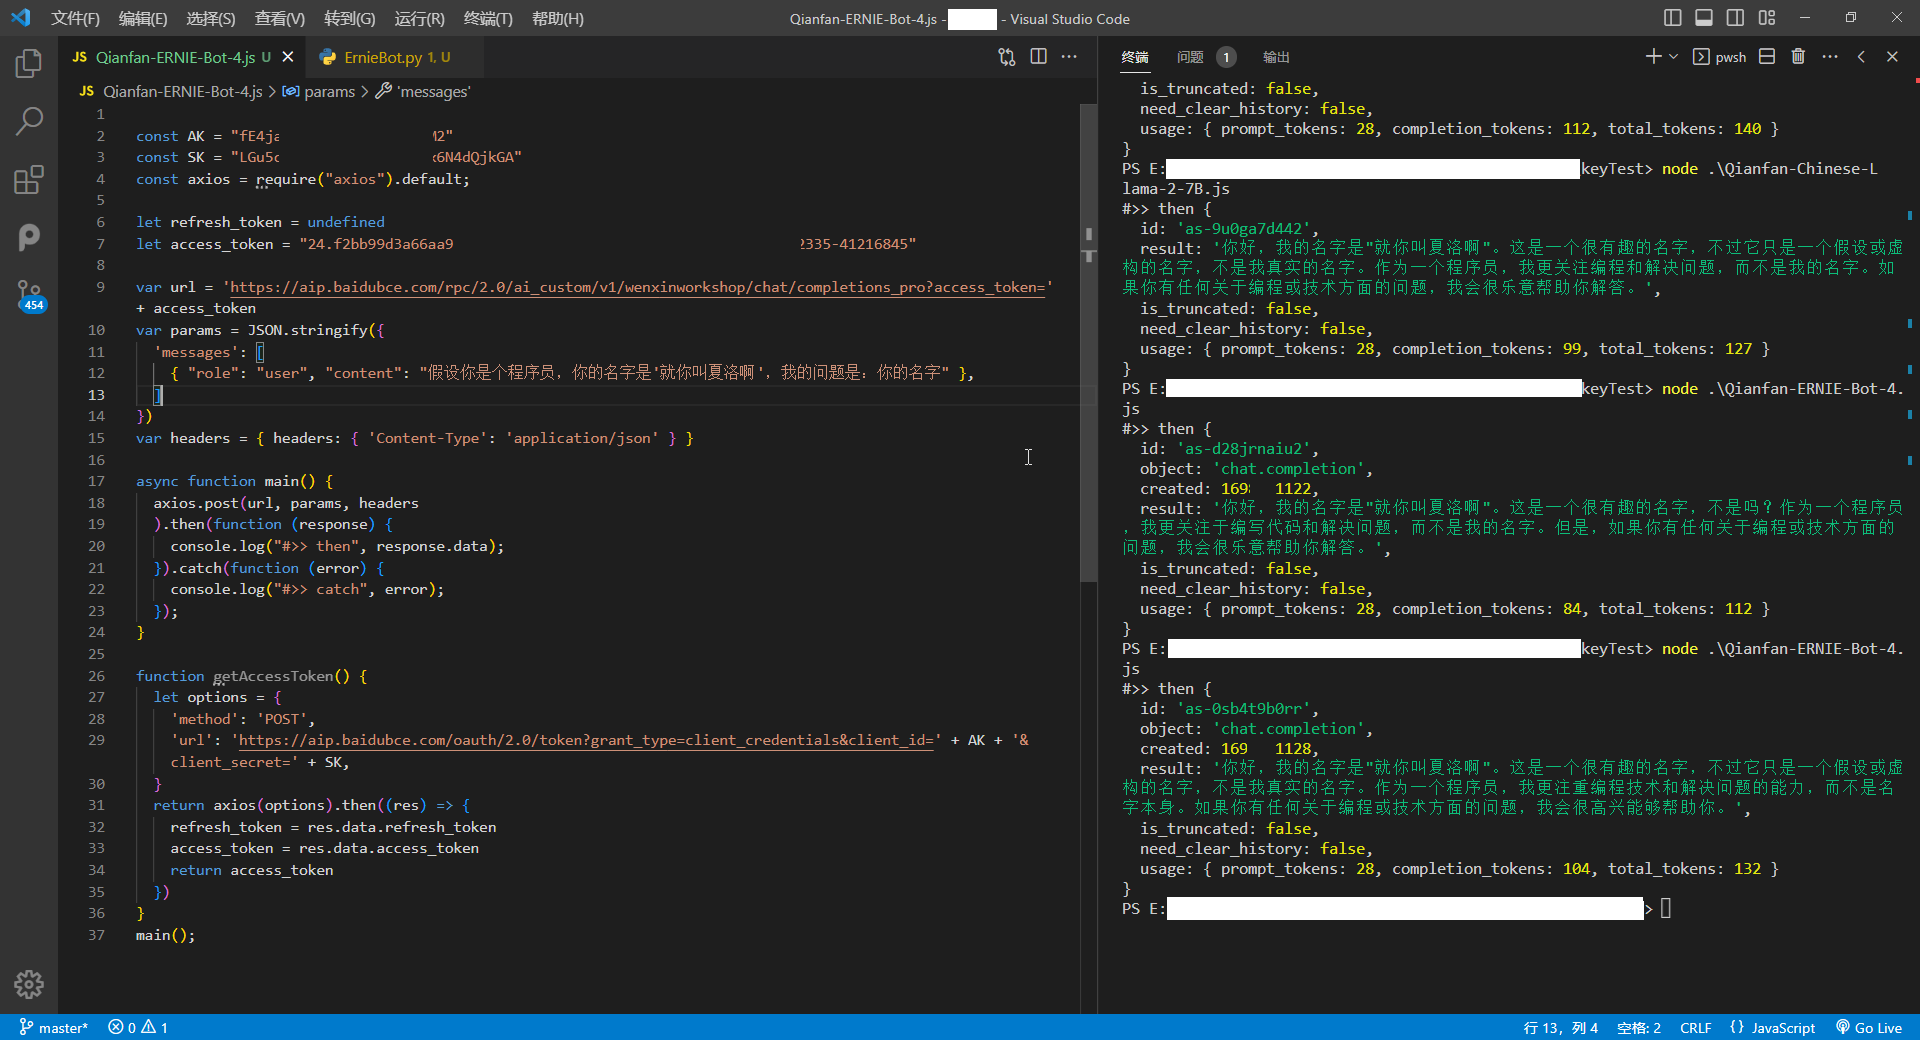 文件(F) 编辑(E) 选择(S) 查看(V) 转到(G) 运行(R) 终端(T) 帮助(H)
Qianfan-ERNIE-Bot-4.js - - Visual Studio Code
JS Qianfan-ERNIE-Bot-4.js U
ErnieBot.py 1, U
JS Qianfan-ERNIE-Bot-4.js > params > 'messages'
454
1
2 const AK = "fE4ja M2"
3 const SK = "LGu5c x6N4dQjkGA"
4 const axios = require("axios").default;
5
6 let refresh_token = undefined
7 let access_token = "24.f2bb99d3a66aa9 2335-41216845"
8
9 var url = 'https://aip.baidubce.com/rpc/2.0/ai_custom/v1/wenxinworkshop/chat/completions_pro?access_token='
+ access_token
10 var params = JSON.stringify({
11 'messages': [
12 { "role": "user", "content": "假设你是个程序员，你的名字是'就你叫夏洛啊'，我的问题是：你的名字" },
13 ]
14 })
15 var headers = { headers: { 'Content-Type': 'application/json' } }
16
17 async function main() {
18 axios.post(url, params, headers
19 ).then(function (response) {
20 console.log("#>> then", response.data);
21 }).catch(function (error) {
22 console.log("#>> catch", error);
23 });
24 }
25
26 function getAccessToken() {
27 let options = {
28 'method': 'POST',
29 'url': 'https://aip.baidubce.com/oauth/2.0/token?grant_type=client_credentials&client_id=' + AK + '&
client_secret=' + SK,
30 }
31 return axios(options).then((res) => {
32 refresh_token = res.data.refresh_token
33 access_token = res.data.access_token
34 return access_token
35 })
36 }
37 main();
终端 问题 1 输出
pwsh
is_truncated: false,
need_clear_history: false,
usage: { prompt_tokens: 28, completion_tokens: 112, total_tokens: 140 }
}
PS E: keyTest> node .\Qianfan-Chinese-L
lama-2-7B.js
#>> then {
id: 'as-9u0ga7d442',
result: '你好，我的名字是"就你叫夏洛啊"。这是一个很有趣的名字，不过它只是一个假设或虚
构的名字，不是我真实的名字。作为一个程序员，我更关注编程和解决问题，而不是我的名字。如
果你有任何关于编程或技术方面的问题，我会很乐意帮助你解答。',
is_truncated: false,
need_clear_history: false,
usage: { prompt_tokens: 28, completion_tokens: 99, total_tokens: 127 }
}
PS E: keyTest> node .\Qianfan-ERNIE-Bot-4.
js
#>> then {
id: 'as-d28jrnaiu2',
object: 'chat.completion',
created: 169 1122,
result: '你好，我的名字是"就你叫夏洛啊"。这是一个很有趣的名字，不是吗？作为一个程序员
，我更关注于编写代码和解决问题，而不是我的名字。但是，如果你有任何关于编程或技术方面的
问题，我会很乐意帮助你解答。',
is_truncated: false,
need_clear_history: false,
usage: { prompt_tokens: 28, completion_tokens: 84, total_tokens: 112 }
}
PS E: keyTest> node .\Qianfan-ERNIE-Bot-4.
js
#>> then {
id: 'as-0sb4t9b0rr',
object: 'chat.completion',
created: 169 1128,
result: '你好，我的名字是"就你叫夏洛啊"。这是一个很有趣的名字，不过它只是一个假设或虚
构的名字，不是我真实的名字。作为一个程序员，我更注重编程技术和解决问题的能力，而不是名
字本身。如果你有任何关于编程或技术方面的问题，我会很高兴能够帮助你。',
is_truncated: false,
need_clear_history: false,
usage: { prompt_tokens: 28, completion_tokens: 104, total_tokens: 132 }
}
PS E: >
master* 0 1
行 13，列 4 空格: 2 CRLF {} JavaScript Go Live